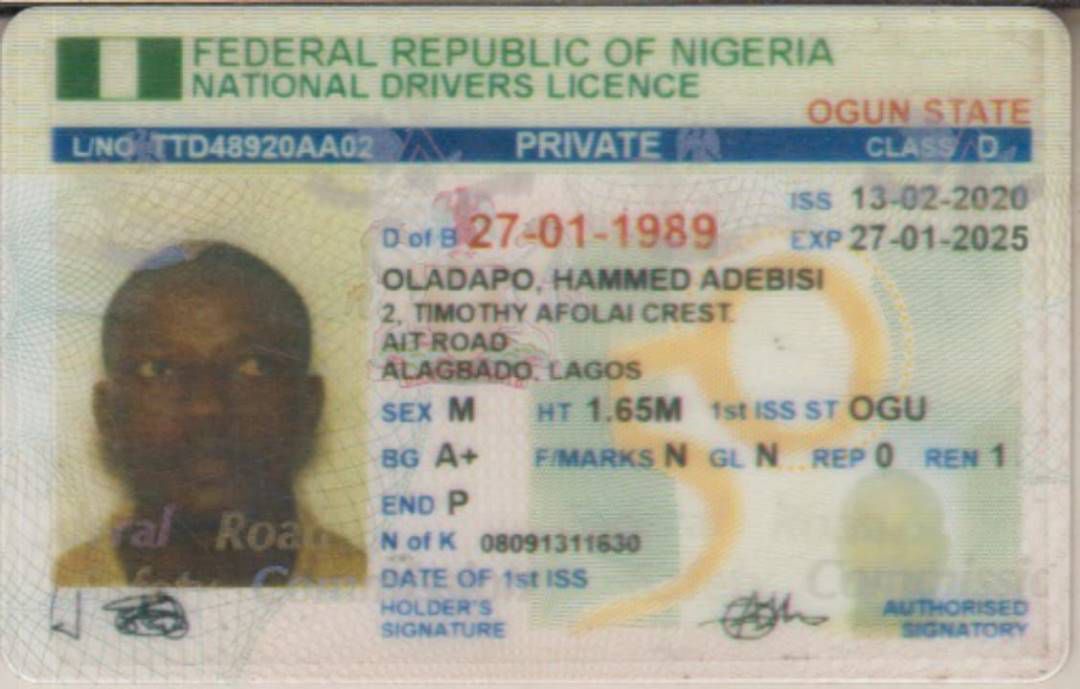 FEDERAL REPUBLIC OF NIGERIA
NATIONAL DRIVERS LICENCE
OGUN STATE
L/NO TTD48920AA02 PRIVATE CLASS D
ISS 13-02-2020
D of B 27-01-1989 EXP 27-01-2025
OLADAPO, HAMMED ADEBISI
2, TIMOTHY AFOLAI CREST.
AIT ROAD
ALAGBADO, LAGOS
SEX M HT 1.65M 1st ISS ST OGU
BG A+ F/MARKS N GL N REP 0 REN 1
END P
N of K 08091311630
DATE OF 1st ISS
HOLDER'S
SIGNATURE
AUTHORISED
SIGNATORY